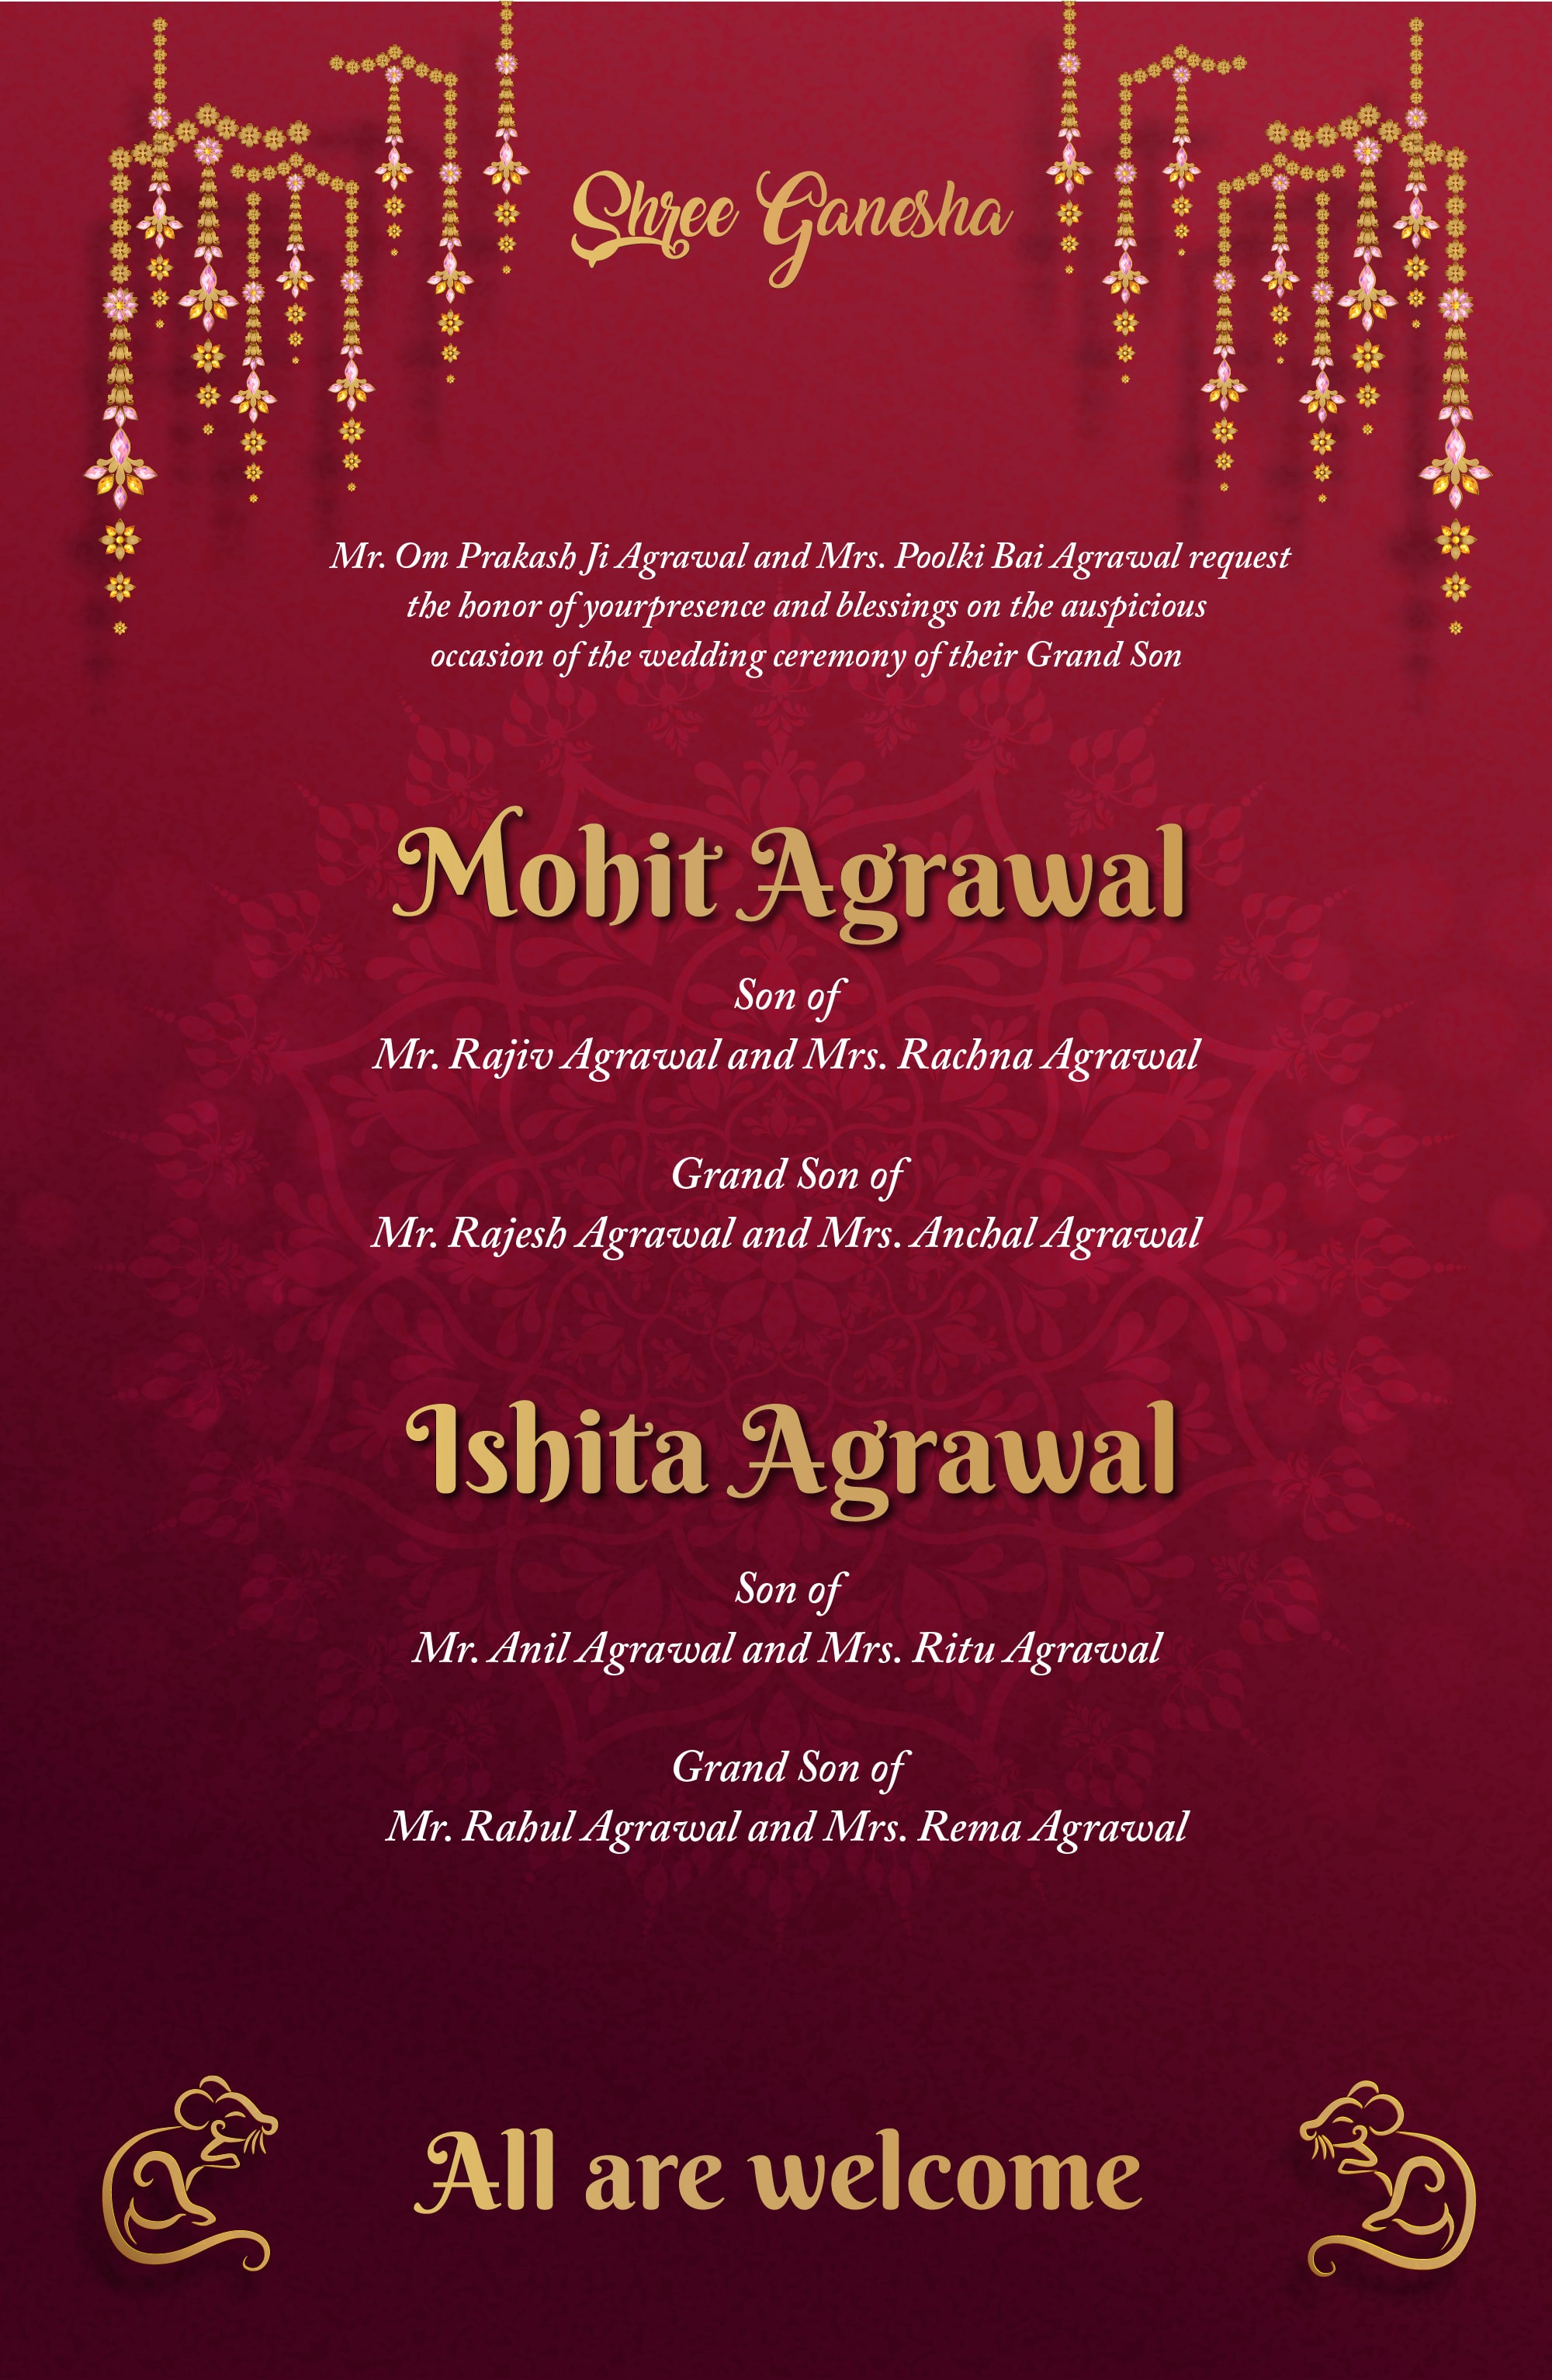 Shree Ganesha
Mr. Om Prakash Ji Agrawal and Mrs. Poolki Bai Agrawal request
the honor of yourpresence and blessings on the auspicious
occasion of the wedding ceremony of their Grand Son
Mohit Agrawal
Son of
Mr. Rajiv Agrawal and Mrs. Rachna Agrawal
Grand Son of
Mr. Rajesh Agrawal and Mrs. Anchal Agrawal
Ishita Agrawal
Son of
Mr. Anil Agrawal and Mrs. Ritu Agrawal
Grand Son of
Mr. Rahul Agrawal and Mrs. Rema Agrawal
All are welcome